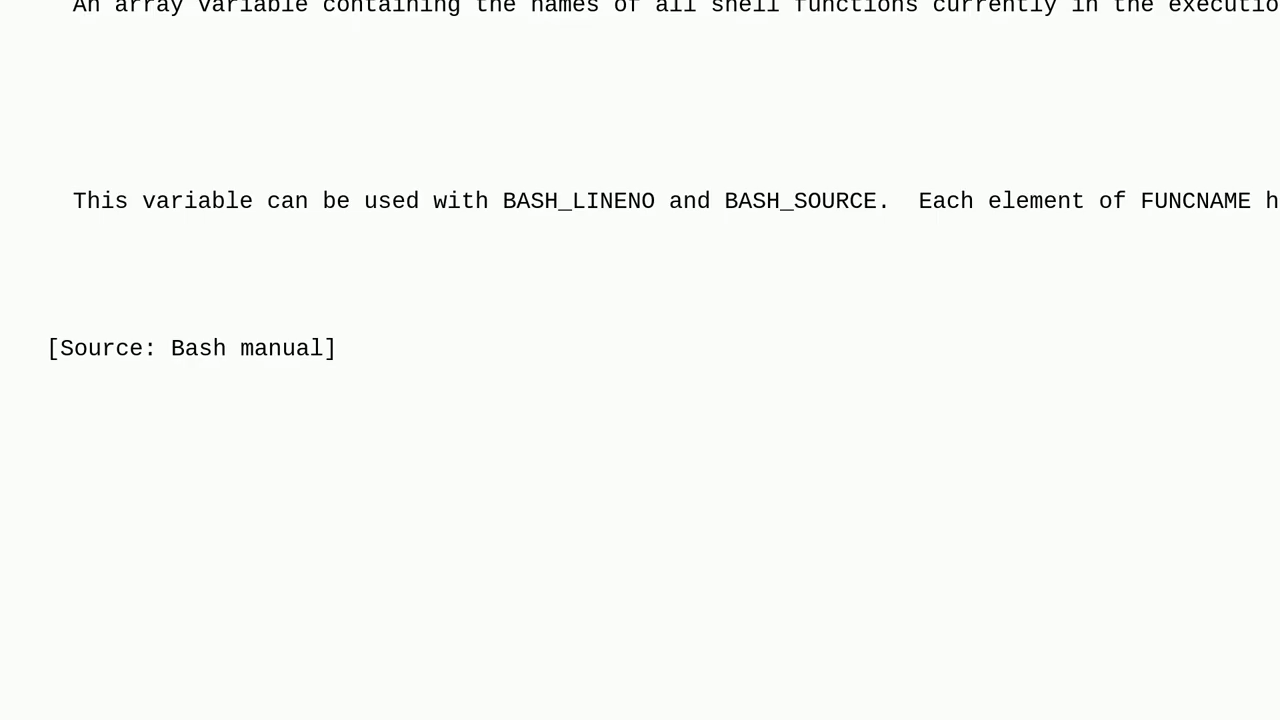 An array variable containing the names of all shell functions currently in the executio
This variable can be used with BASH_LINENO and BASH_SOURCE.  Each element of FUNCNAME h
[Source: Bash manual]